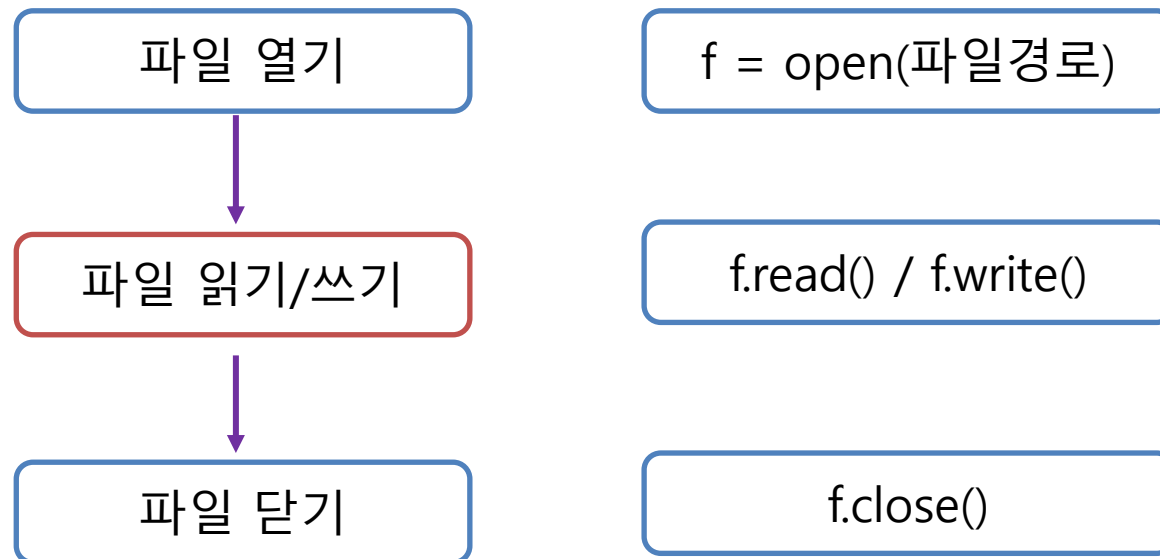 파일 열기
f = open(파일경로)
파일 읽기/쓰기
f.read() / f.write()
파일 닫기
f.close()